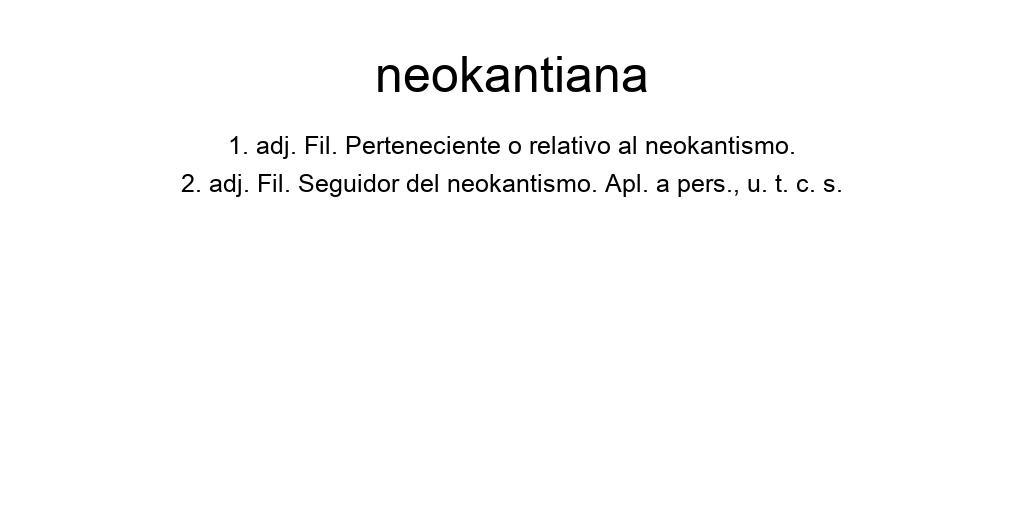 neokantiana
1. adj. Fil. Perteneciente o relativo al neokantismo.
2. adj. Fil. Seguidor del neokantismo. Apl. a pers., u. t. c. s.